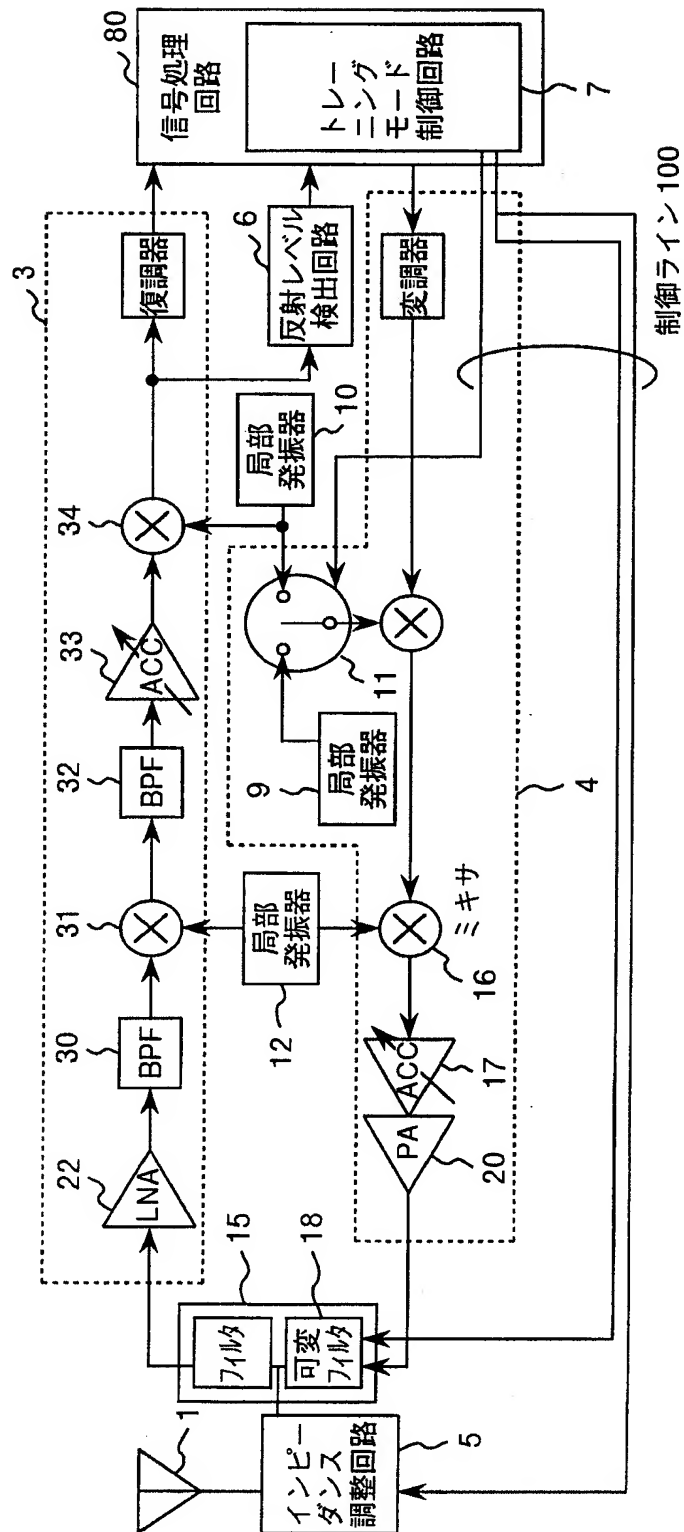 3
80
22
LNA
30
BPF
31
32
BPF
33
ACC
34
復調器
信号処理
回路
トレー
ニング
モード
制御回路
7
6
反射レベル
検出回路
10
局部
発振器
変調器
11
9
局部
発振器
4
制御ライン 100
12
局部
発振器
ミキサ
16
ACC
17
PA
20
15
18
フィルタ
可変
フィルタ
1
インピー
ダンス
調整回路
5